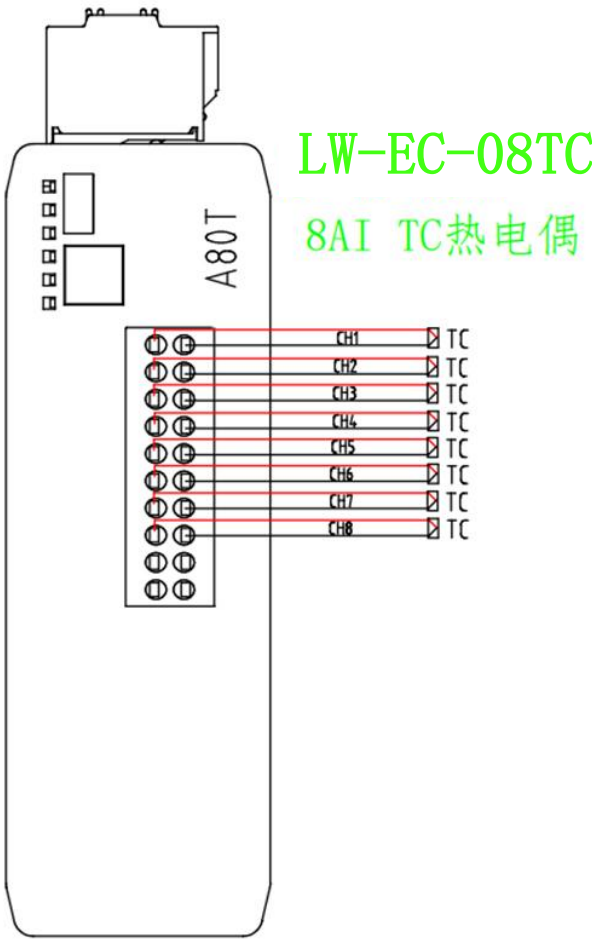 LW-EC-08TC
8AI TC热电偶
A80T
CH1 TC
CH2 TC
CH3 TC
CH4 TC
CH5 TC
CH6 TC
CH7 TC
CH8 TC